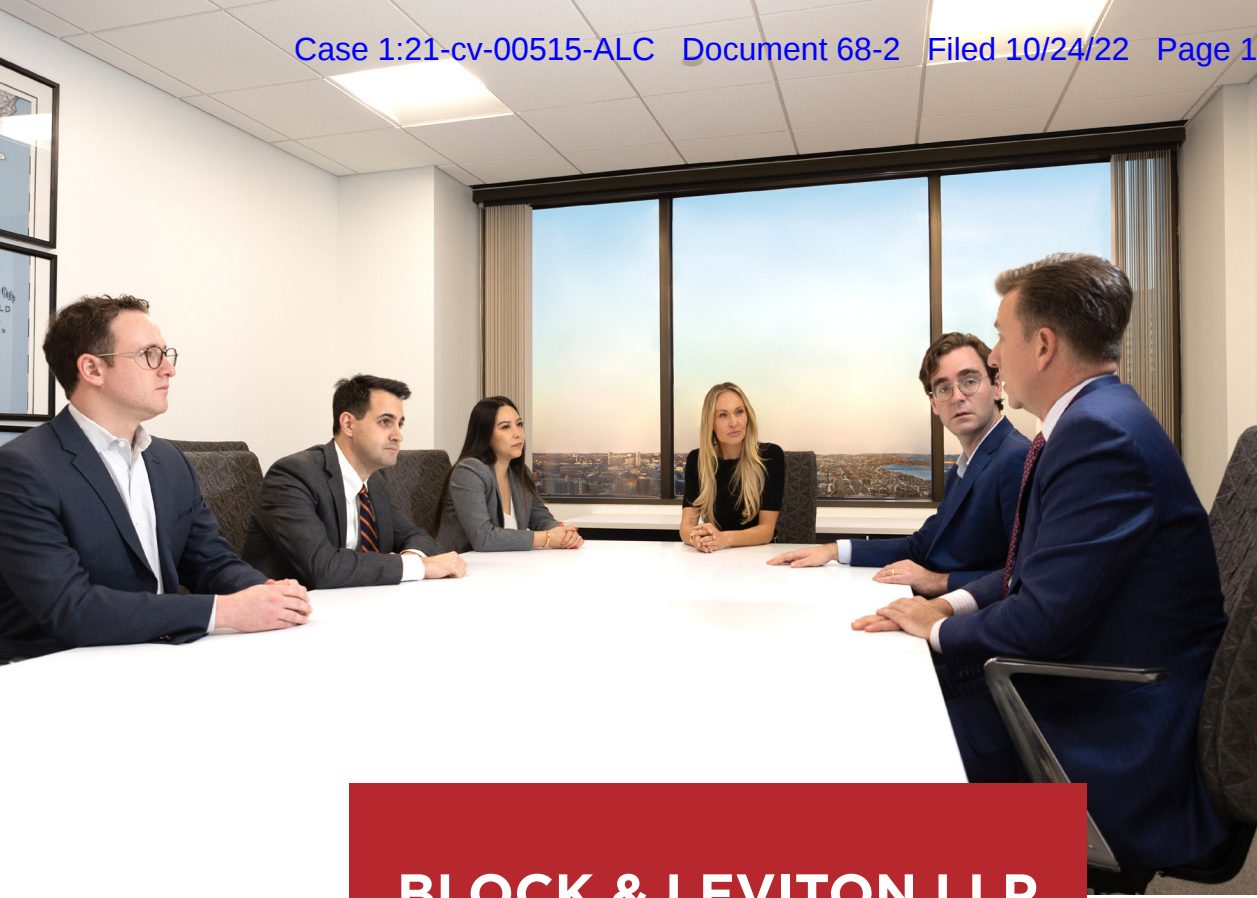 Case 1:21-cv-00515-ALC Document 68-2 Filed 10/24/22 Page 1
BLOCK & LEVITON LLP